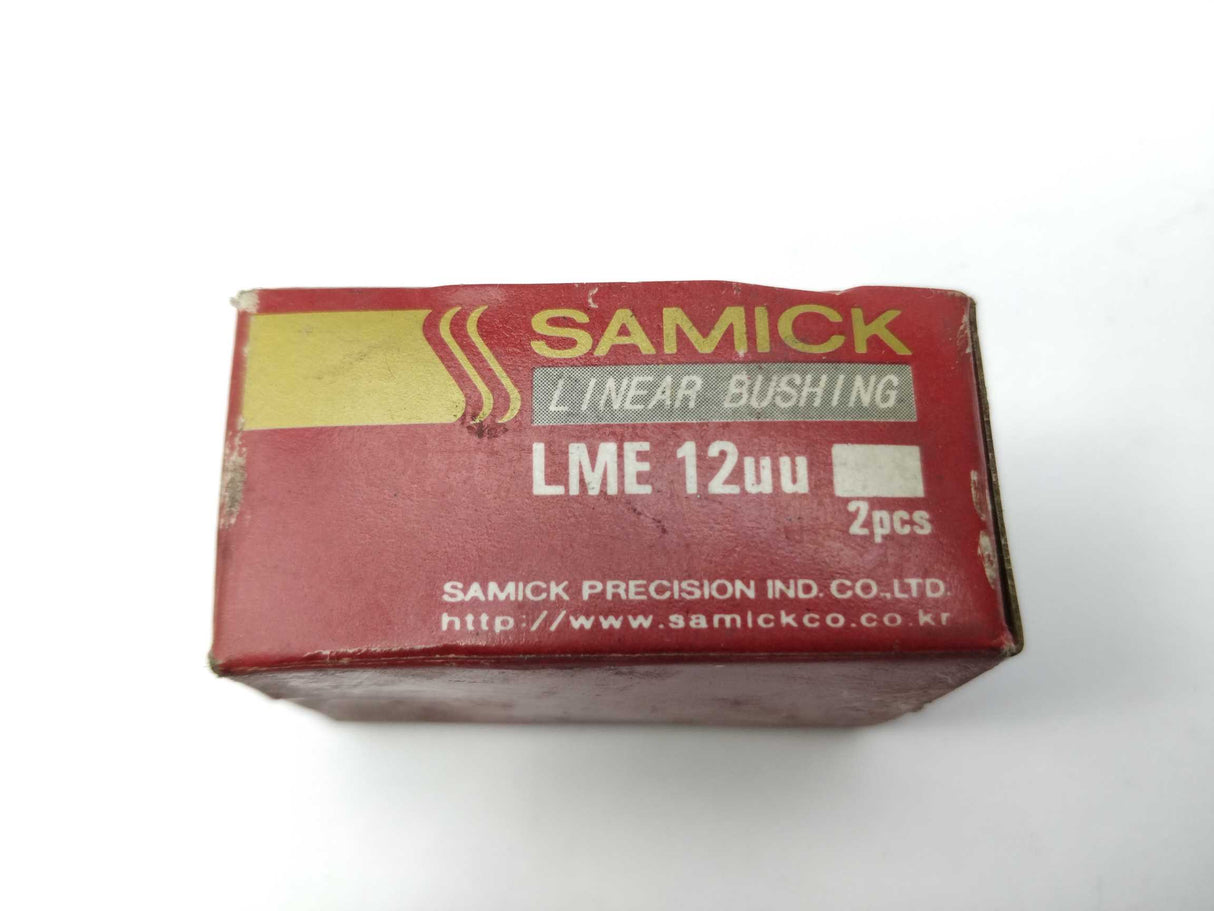 SAMICK
LINEAR BUSHING
LME 12uu
2pcs
SAMICK PRECISION IND. CO.,LTD.
http://www.samickco.co.kr